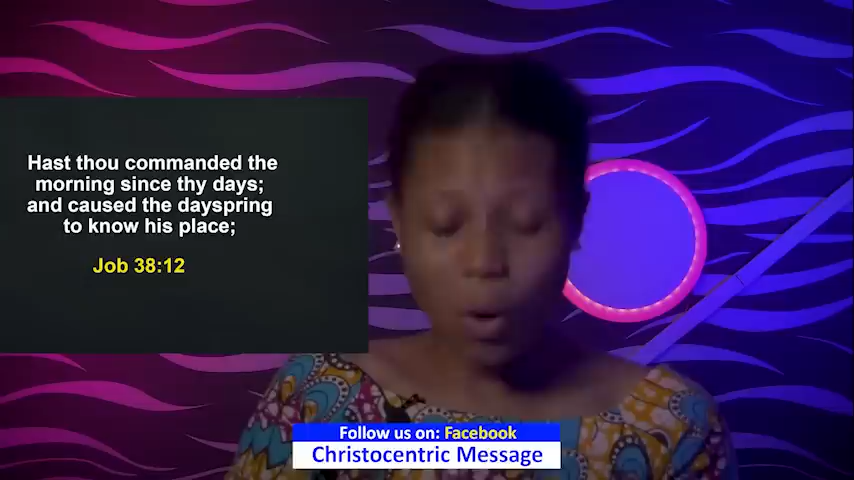 Hast thou commanded the
morning since thy days;
and caused the dayspring
to know his place;
Job 38:12
Follow us on: Facebook
Christocentric Message